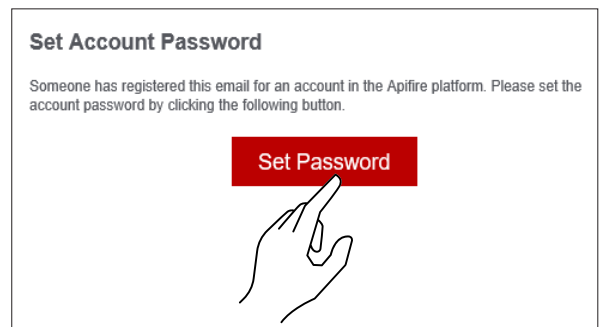 Set Account Password
Someone has registered this email for an account in the Apifire platform. Please set the
account password by clicking the following button.
Set Password